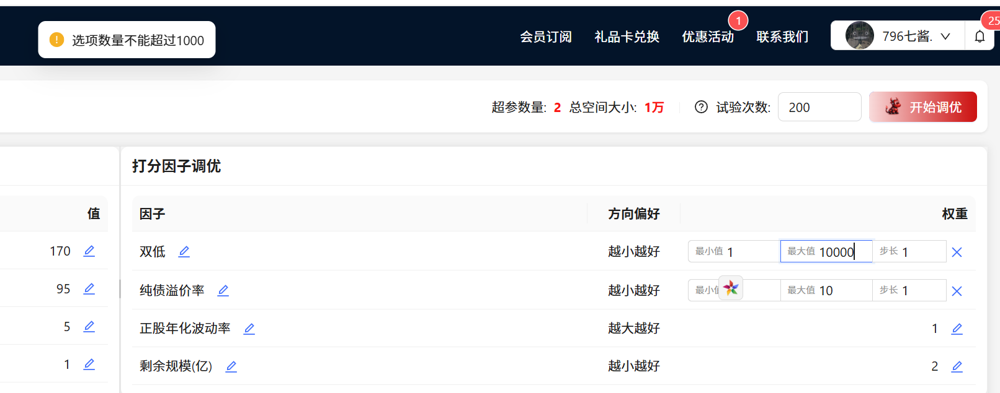 选项数量不能超过1000
会员订阅 礼品卡兑换 优惠活动 1 联系我们 796七酱. 25
超参数量: 2 总空间大小: 1万 试验次数: 200 开始调优
打分因子调优
值 因子 方向偏好 权重
170 双低 越小越好 最小值 1 最大值 10000 步长 1
95 纯债溢价率 越小越好 最小 最大值 10 步长 1
5 正股年化波动率 越大越好 1
1 剩余规模(亿) 越小越好 2